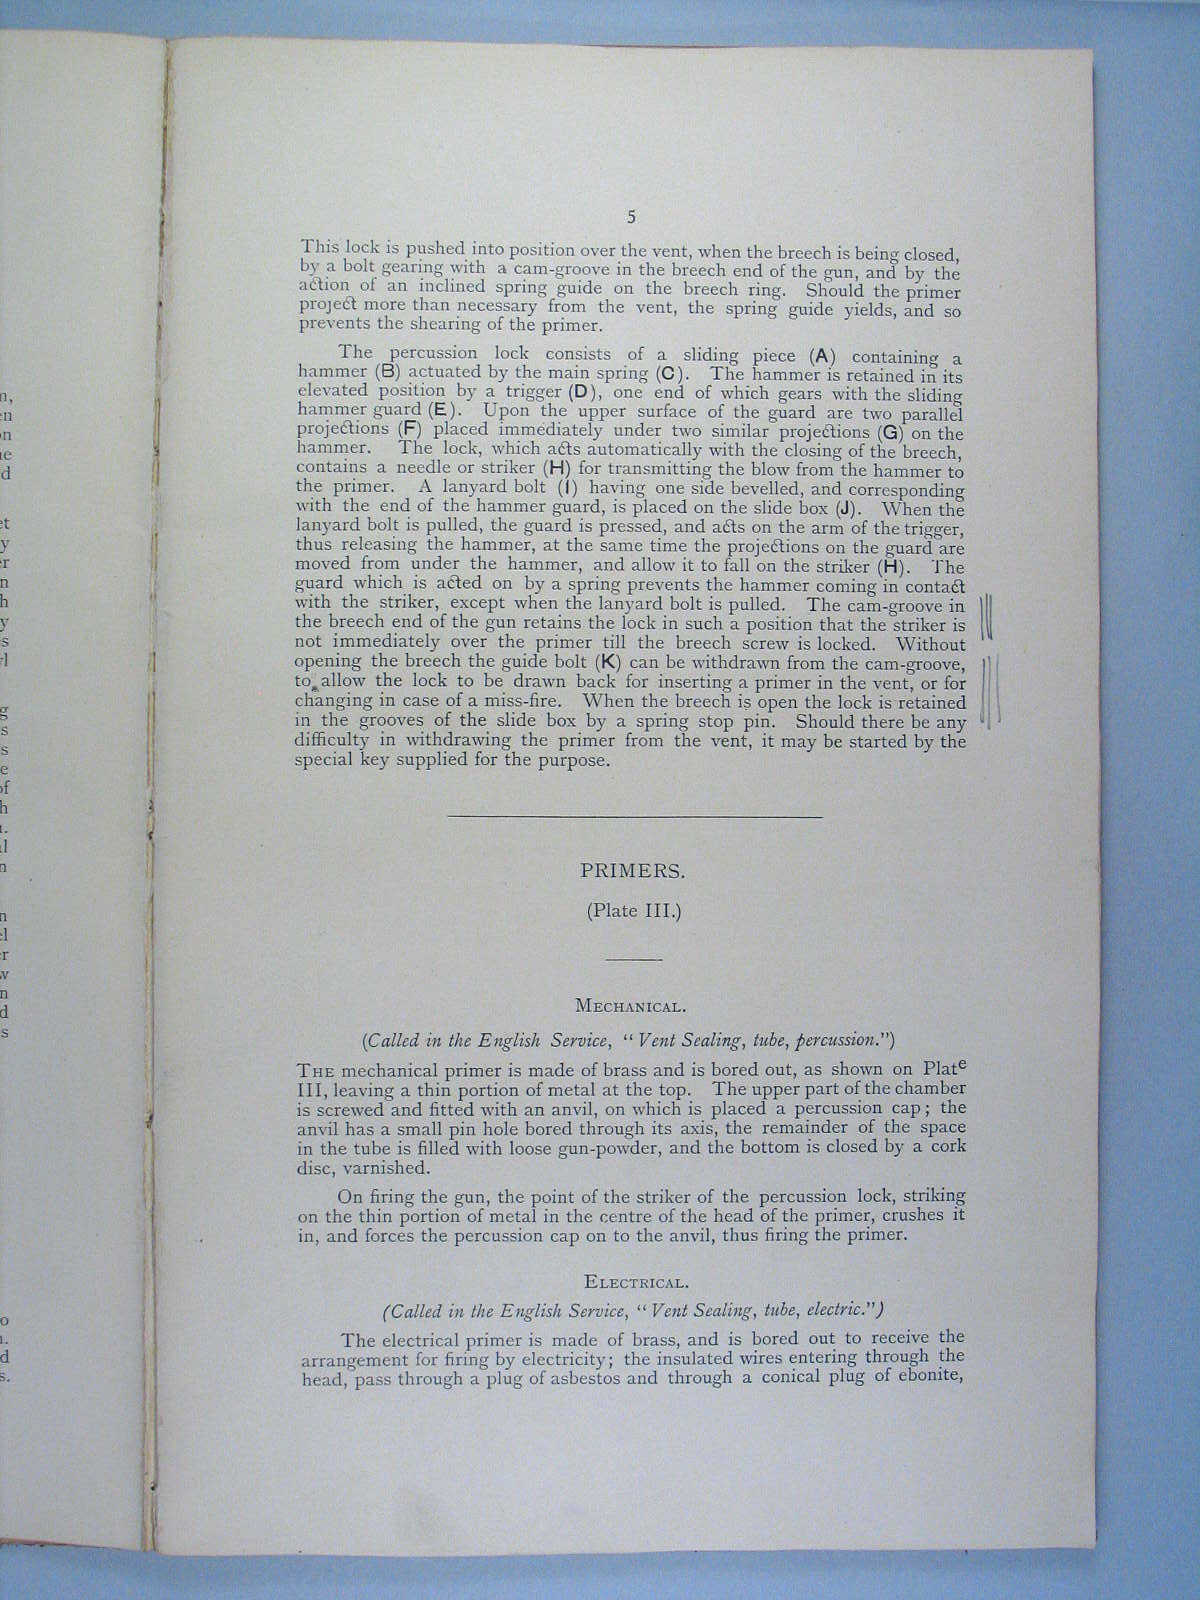 5
This lock is pushed into position over the vent, when the breech is being closed,
by a bolt gearing with a cam-groove in the breech end of the gun, and by the
action of an inclined spring guide on the breech ring. Should the primer
project more than necessary from the vent, the spring guide yields, and so
prevents the shearing of the primer.
The percussion lock consists of a sliding piece (A) containing a
hammer (B) actuated by the main spring (C). The hammer is retained in its
elevated position by a trigger (D), one end of which gears with the sliding
hammer guard (E). Upon the upper surface of the guard are two parallel
projections (F) placed immediately under two similar projections (G) on the
hammer. The lock, which acts automatically with the closing of the breech,
contains a needle or striker (H) for transmitting the blow from the hammer to
the primer. A lanyard bolt (I) having one side bevelled, and corresponding
with the end of the hammer guard, is placed on the slide box (J). When the
lanyard bolt is pulled, the guard is pressed, and acts on the arm of the trigger,
thus releasing the hammer, at the same time the projections on the guard are
moved from under the hammer, and allow it to fall on the striker (H). The
guard which is acted on by a spring prevents the hammer coming in contact
with the striker, except when the lanyard bolt is pulled. The cam-groove in
the breech end of the gun retains the lock in such a position that the striker is
not immediately over the primer till the breech screw is locked. Without
opening the breech the guide bolt (K) can be withdrawn from the cam-groove,
to allow the lock to be drawn back for inserting a primer in the vent, or for
changing in case of a miss-fire. When the breech is open the lock is retained
in the grooves of the slide box by a spring stop pin. Should there be any
difficulty in withdrawing the primer from the vent, it may be started by the
special key supplied for the purpose.
PRIMERS.
(Plate III.)
MECHANICAL.
(Called in the English Service, "Vent Sealing, tube, percussion.")
THE mechanical primer is made of brass and is bored out, as shown on Plate
III, leaving a thin portion of metal at the top. The upper part of the chamber
is screwed and fitted with an anvil, on which is placed a percussion cap; the
anvil has a small pin hole bored through its axis, the remainder of the space
in the tube is filled with loose gun-powder, and the bottom is closed by a cork
disc, varnished.
On firing the gun, the point of the striker of the percussion lock, striking
on the thin portion of metal in the centre of the head of the primer, crushes it
in, and forces the percussion cap on to the anvil, thus firing the primer.
ELECTRICAL.
(Called in the English Service, "Vent Sealing, tube, electric.")
The electrical primer is made of brass, and is bored out to receive the
arrangement for firing by electricity; the insulated wires entering through the
head, pass through a plug of asbestos and through a conical plug of ebonite,